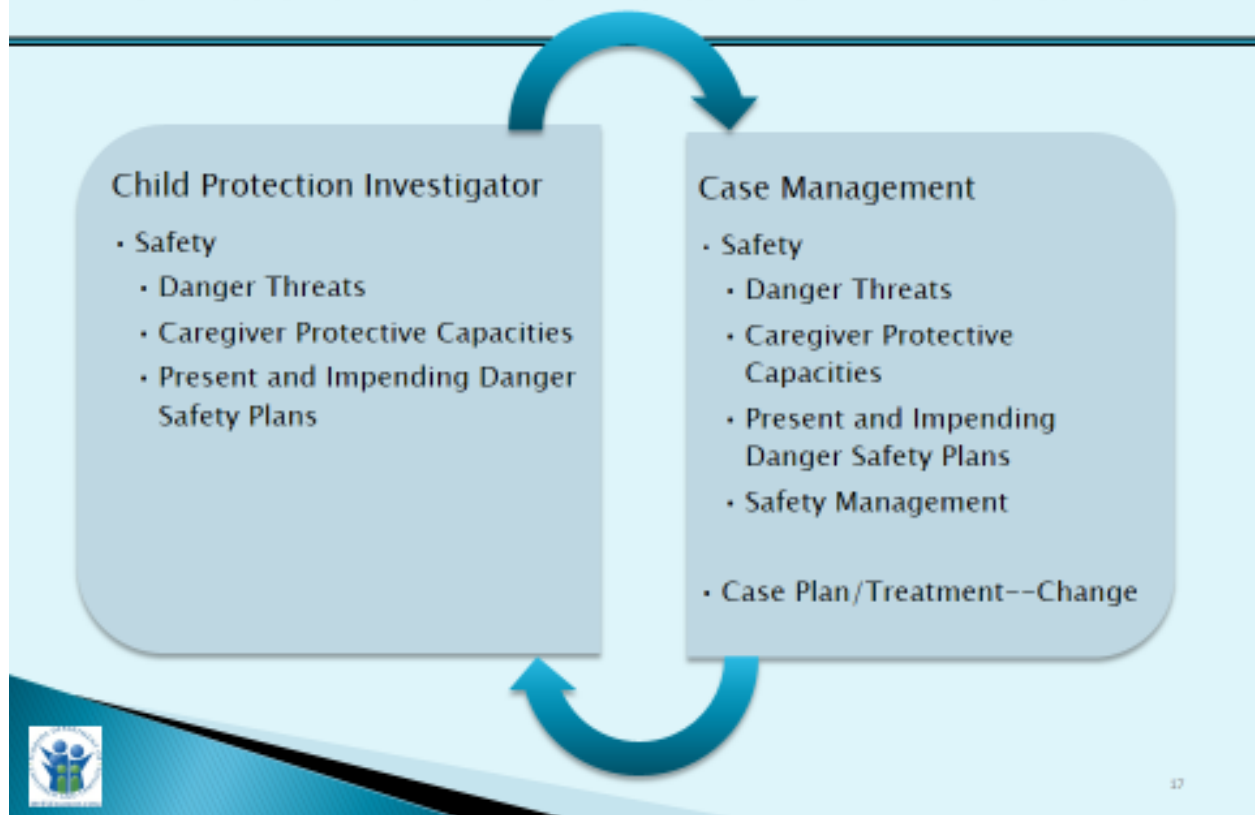 Child Protection Investigator
· Safety
· Danger Threats
· Caregiver Protective Capacities
· Present and Impending Danger
Safety Plans
Case Management
· Safety
· Danger Threats
· Caregiver Protective
Capacities
· Present and Impending
Danger Safety Plans
· Safety Management
· Case Plan/Treatment--Change
17